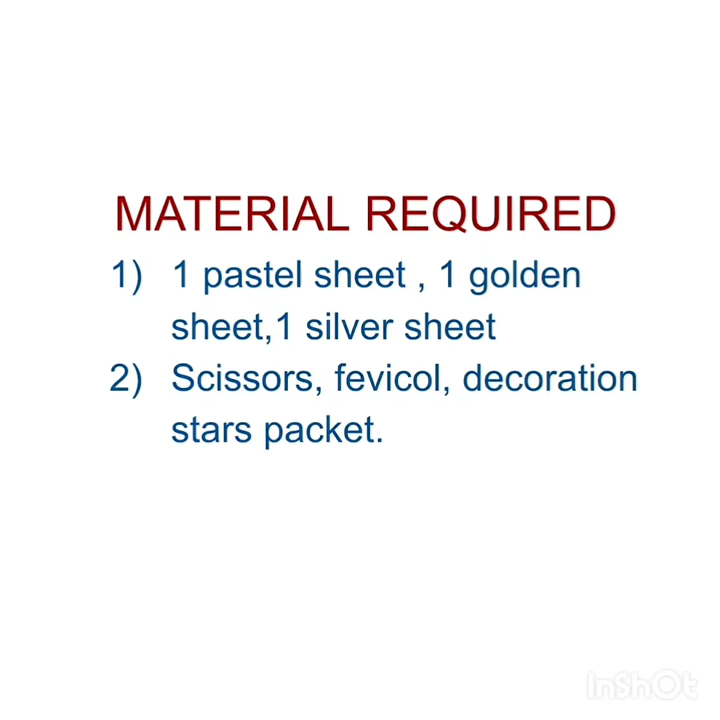 MATERIAL REQUIRED
1) 1 pastel sheet , 1 golden
sheet,1 silver sheet
2) Scissors, fevicol, decoration
stars packet.
InShOt